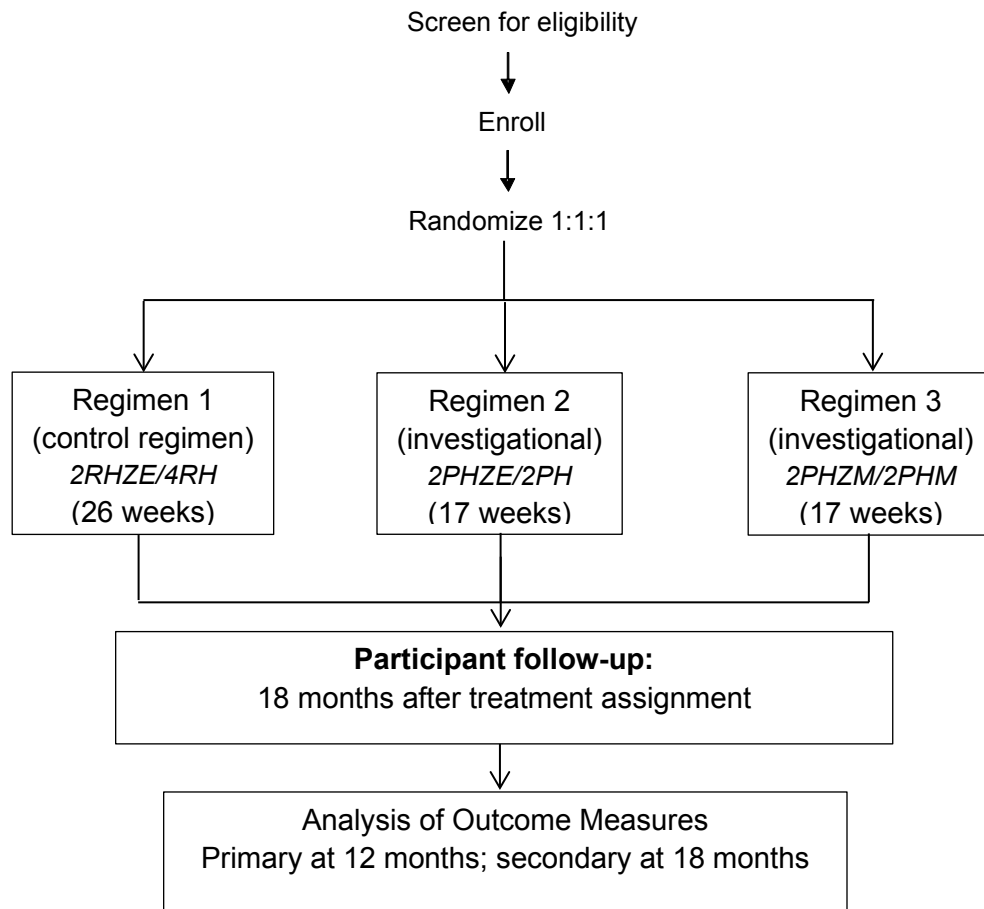 Screen for eligibility
Enroll
Randomize 1:1:1
Regimen 1
(control regimen)
2RHZE/4RH
(26 weeks)
Regimen 2
(investigational)
2PHZE/2PH
(17 weeks)
Regimen 3
(investigational)
2PHZM/2PHM
(17 weeks)
Participant follow-up:
18 months after treatment assignment
Analysis of Outcome Measures
Primary at 12 months; secondary at 18 months